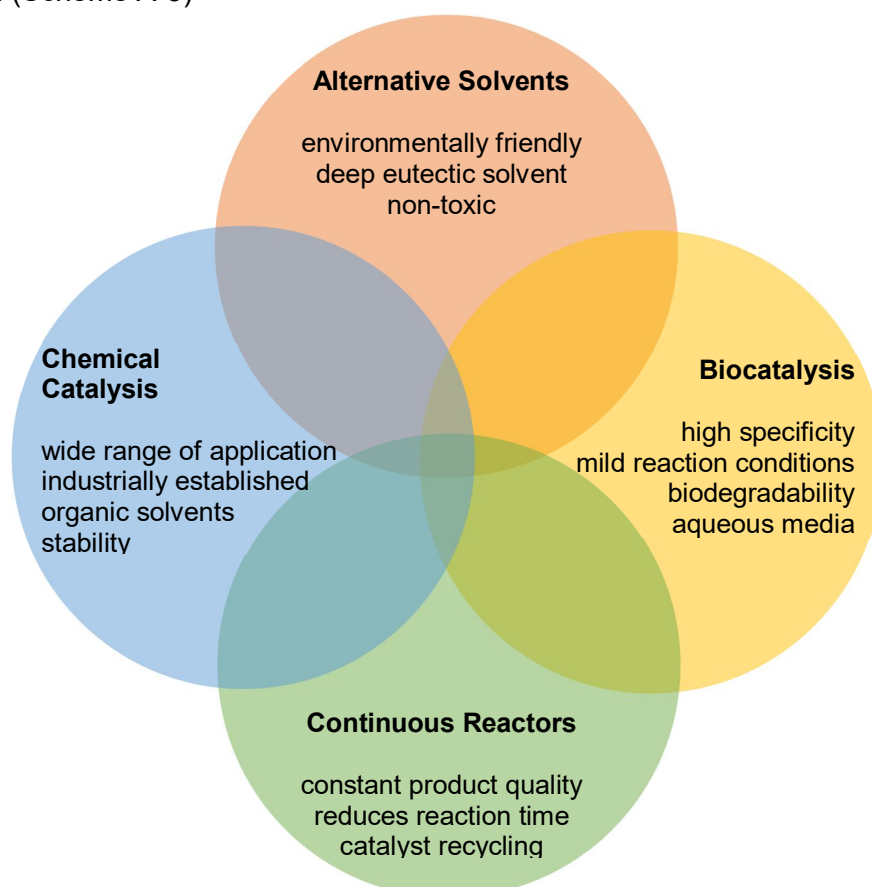 Alternative Solvents
environmentally friendly
deep eutectic solvent
non-toxic
Chemical
Catalysis
wide range of application
industrially established
organic solvents
stability
Biocatalysis
high specificity
mild reaction conditions
biodegradability
aqueous media
Continuous Reactors
constant product quality
reduces reaction time
catalyst recycling